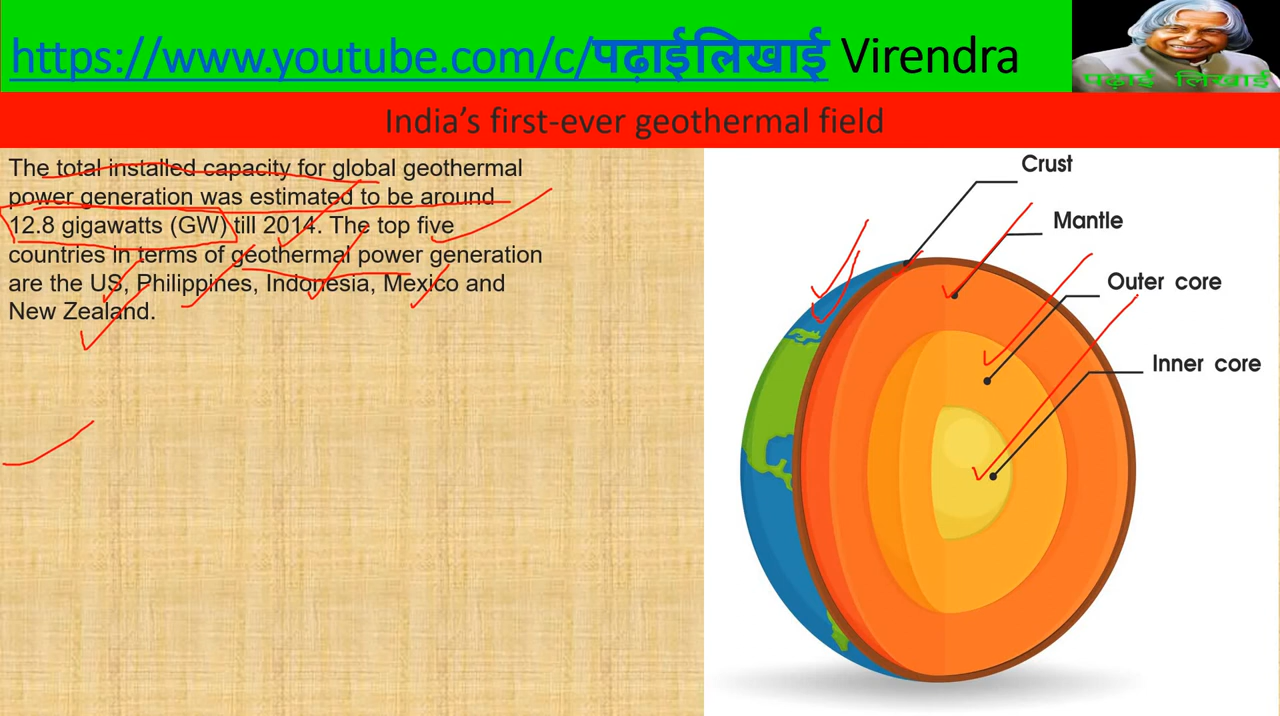 https://www.youtube.com/c/पढ़ाईलिखाई Virendra
पढ़ाई लिखाई
India’s first-ever geothermal field
The total installed capacity for global geothermal
power generation was estimated to be around
12.8 gigawatts (GW) till 2014. The top five
countries in terms of geothermal power generation
are the US, Philippines, Indonesia, Mexico and
New Zealand.
Crust
Mantle
Outer core
Inner core